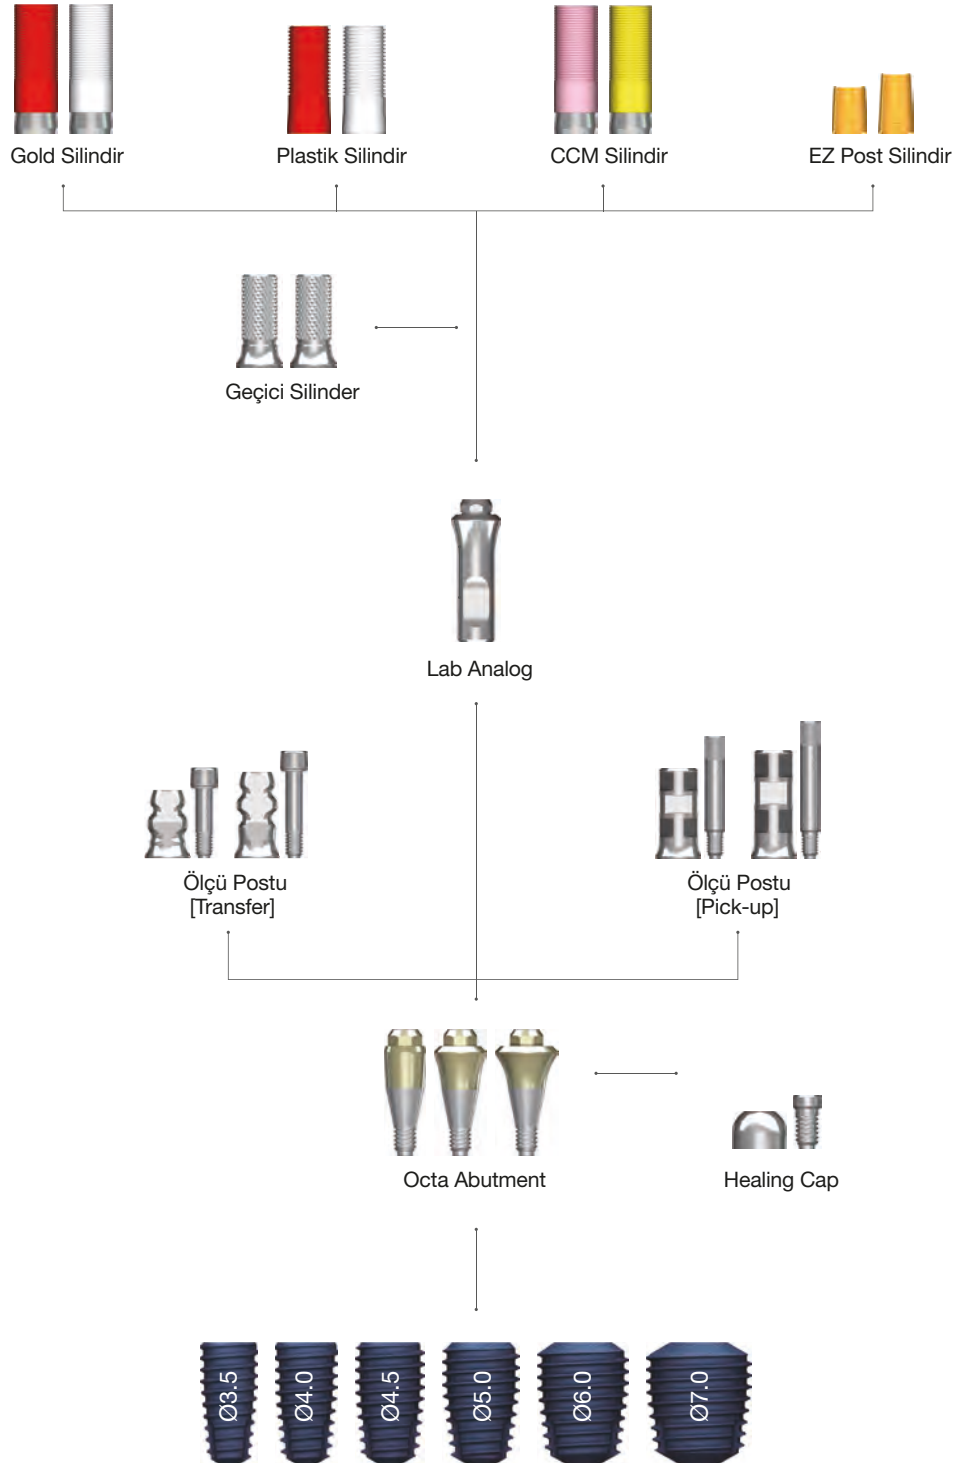 Gold Silindir
Plastik Silindir
CCM Silindir
EZ Post Silindir
Geçici Silinder
Lab Analog
Ölçü Postu
[Transfer]
Ölçü Postu
[Pick-up]
Octa Abutment
Healing Cap
Ø3.5
Ø4.0
Ø4.5
Ø5.0
Ø6.0
Ø7.0